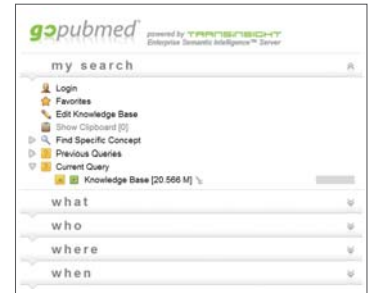 gopubmed powered by TRANSINSIGHT
Enterprise Semantic Intelligence™ Server
my search
Login
Favorites
Edit Knowledge Base
Show Clipboard [0]
Find Specific Concept
Previous Queries
Current Query
Knowledge Base [20.566 M]
what
who
where
when